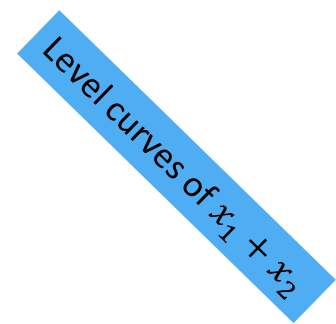 Level curves of x₁ + x₂